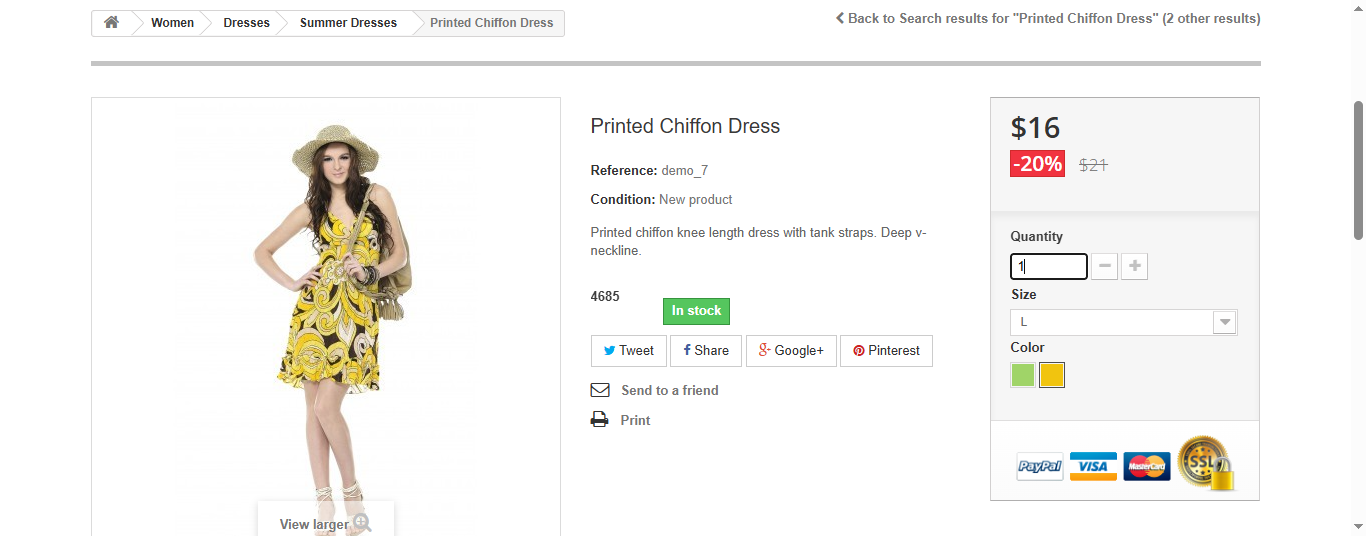 Women Dresses Summer Dresses Printed Chiffon Dress
Back to Search results for "Printed Chiffon Dress" (2 other results)
Printed Chiffon Dress
Reference: demo_7
Condition: New product
Printed chiffon knee length dress with tank straps. Deep v-
neckline.
4685
In stock
Tweet Share Google+ Pinterest
Send to a friend
Print
View larger
$16
-20% $21
Quantity
1
Size
L
Color
PayPal VISA MasterCard SSL